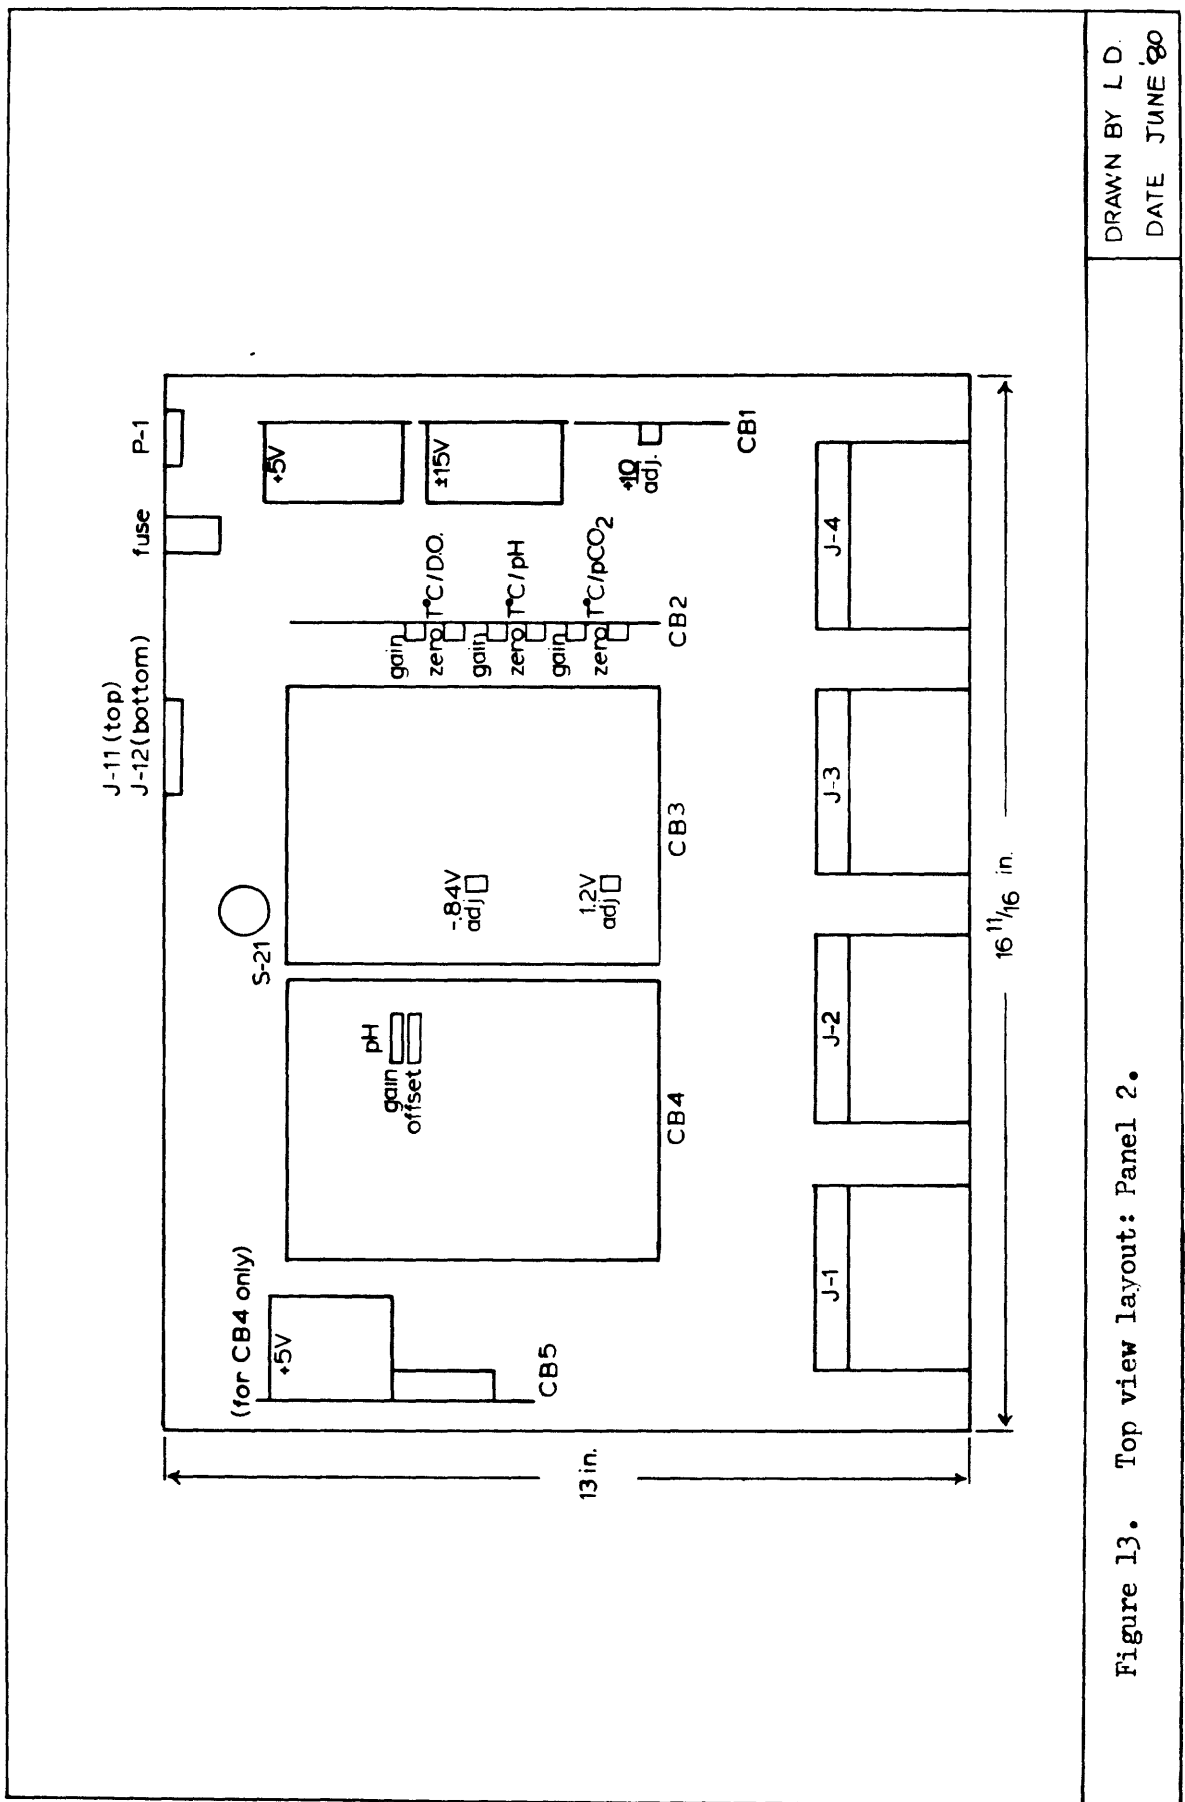 J-11 (top)
J-12 (bottom)
fuse
P-1
S-21
(for CB4 only)
+5V
CB5
pH
gain
offset
CB4
-.84V
adj
1.2V
adj
CB3
gain
zero
T°C/D.O.
gain
zero
T°C/pH
gain
zero
T°C/pCO2
CB2
+5V
±15V
+10
adj.
CB1
J-1
J-2
J-3
J-4
13 in.
16 11/16 in.
Figure 13. Top view layout: Panel 2.
DRAWN BY L D.
DATE JUNE '80